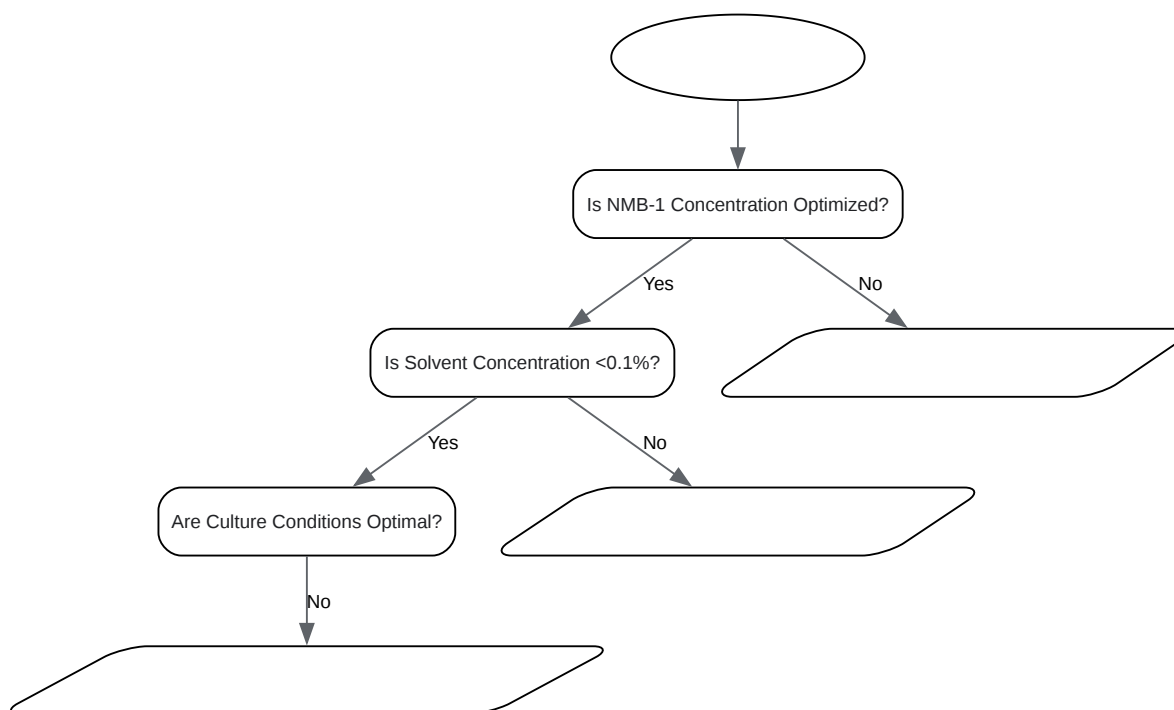 Is NMB-1 Concentration Optimized?
Yes
No
Is Solvent Concentration <0.1%?
Yes
No
Are Culture Conditions Optimal?
No